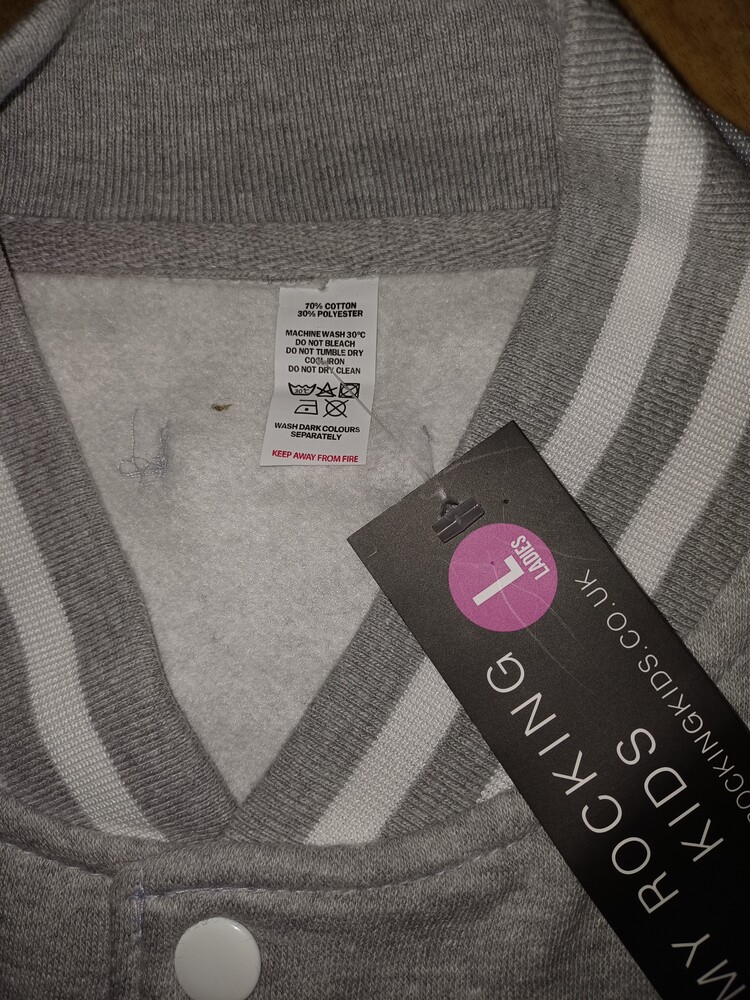 70% COTTON
30% POLYESTER
MACHINE WASH 30°C
DO NOT BLEACH
DO NOT TUMBLE DRY
COOL IRON
DO NOT DRY CLEAN
30°
WASH DARK COLOURS
SEPARATELY
KEEP AWAY FROM FIRE
LADIES
L
MY ROCKING
KIDS
ROCKINGKIDS.CO.UK